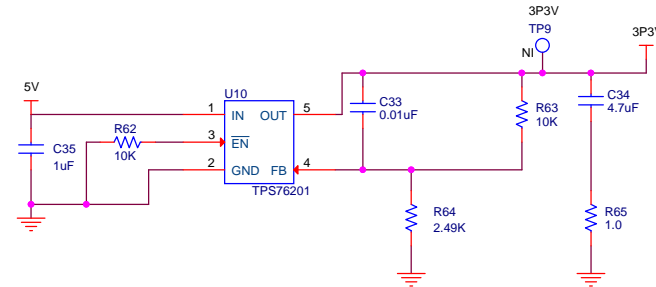 3P3V
TP9
3P3V
NI
5V
U10
C33
0.01uF
R63
10K
C34
4.7uF
1
IN
OUT
5
R62
10K
3
EN
C35
1uF
2
GND
FB
4
TPS76201
R64
2.49K
R65
1.0